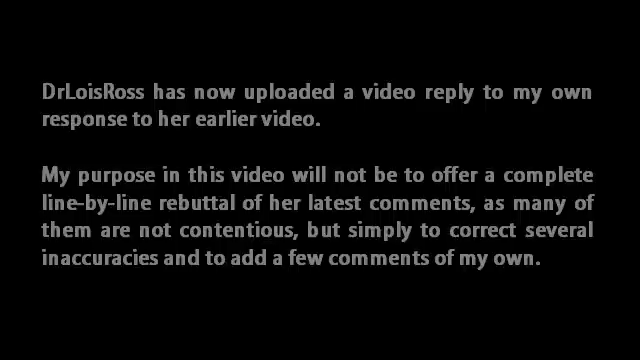 DrLoisRoss has now uploaded a video reply to my own
response to her earlier video.
My purpose in this video will not be to offer a complete
line-by-line rebuttal of her latest comments, as many of
them are not contentious, but simply to correct several
inaccuracies and to add a few comments of my own.